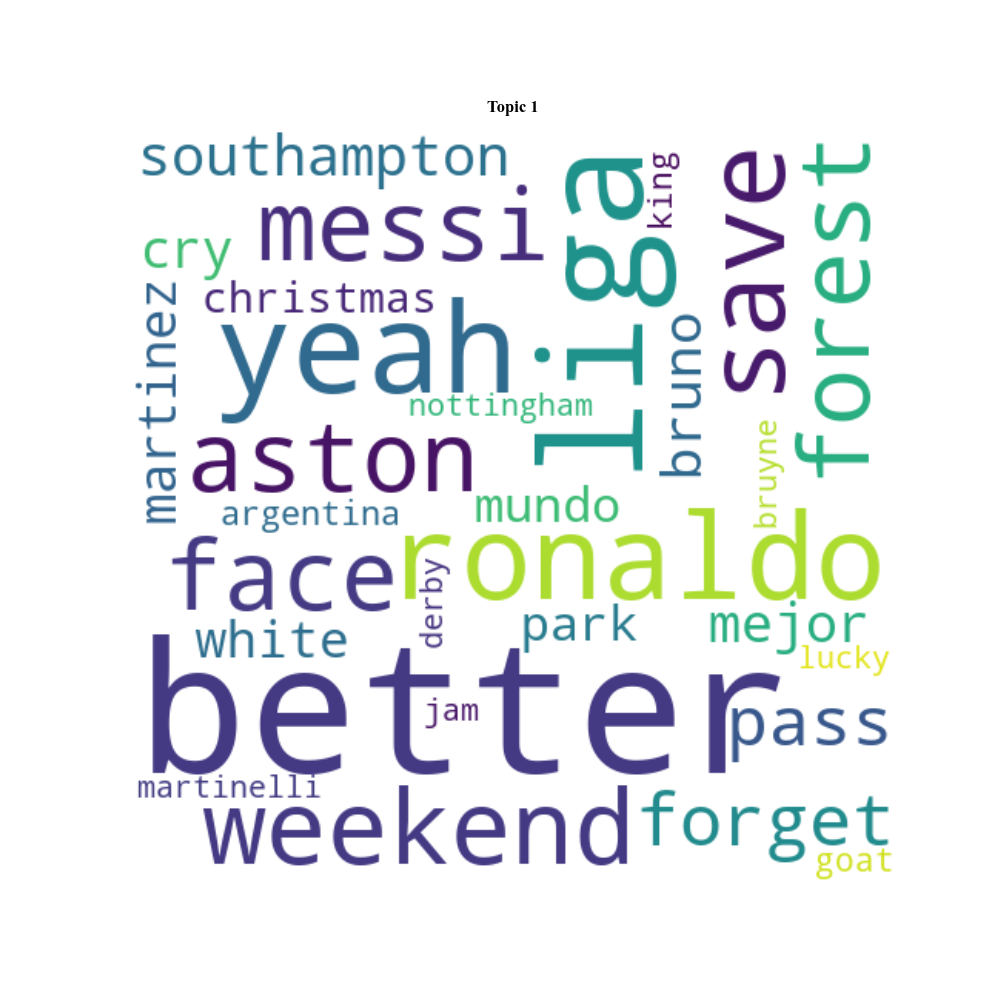 Topic 1
southampton
messi
liga
king
save
forest
cry
christmas
martinez
yeah
bruno
nottingham
aston
bruyne
argentina
mundo
ronaldo
face
derby
white
park
mejor
lucky
better
jam
pass
martinelli
weekend
forget
goat